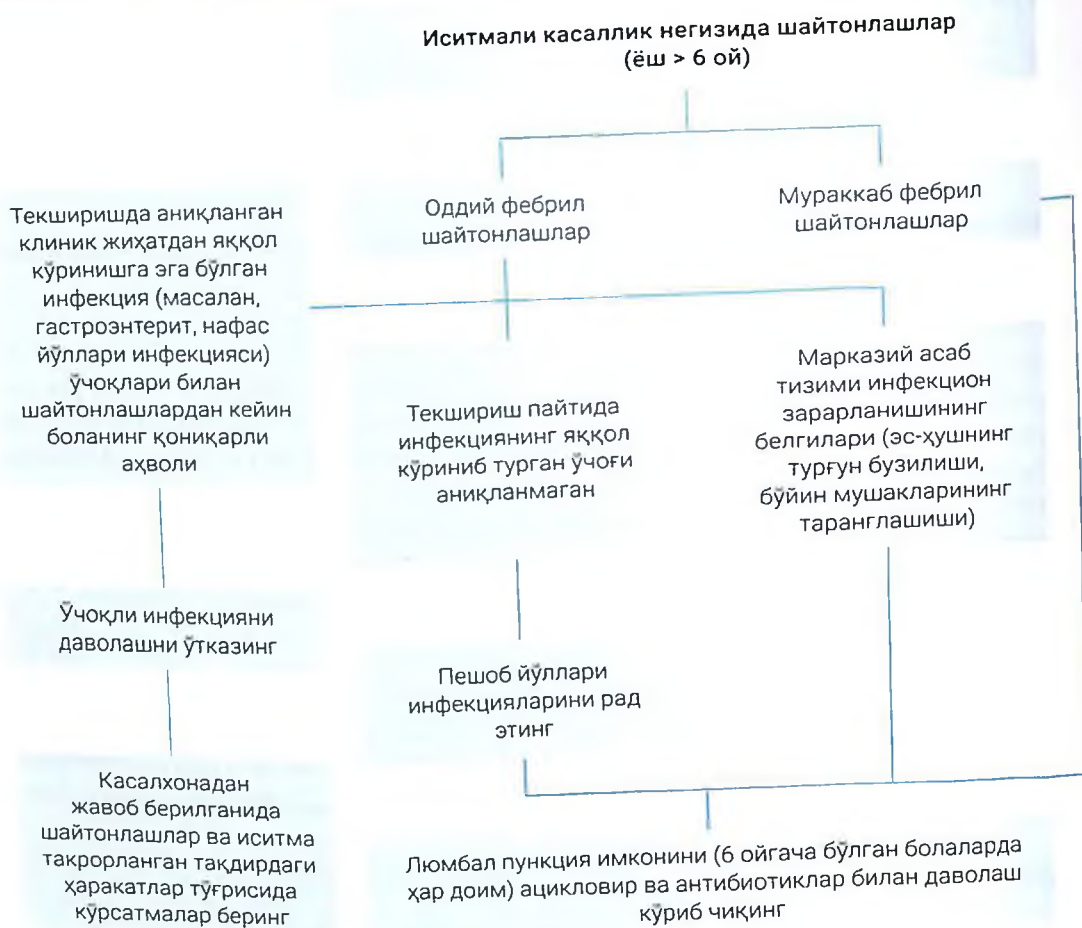 Иситмали касаллик негизида шайтонлашлар
(ёш > 6 ой)
Оддий фебрил
шайтонлашлар
Мураккаб фебрил
шайтонлашлар
Текширишда аниқланган
клиник жиҳатдан яққол
кўринишга эга бўлган
инфекция (масалан,
гастроэнтерит, нафас
йўллари инфекцияси)
ўчоқлари билан
шайтонлашлардан кейин
боланинг қониқарли
аҳволи
Текшириш пайтида
инфекциянинг яққол
кўриниб турган ўчоғи
аниқланмаган
Марказий асаб
тизими инфекцион
зарарланишининг
белгилари (эс-ҳушнинг
турғун бузилиши,
бўйин мушакларининг
таранглашиши)
Ўчоқли инфекцияни
даволашни ўтказинг
Пешоб йўллари
инфекцияларини рад
этинг
Касалхонадан
жавоб берилганида
шайтонлашлар ва иситма
такрорланган тақдирдаги
ҳаракатлар тўғрисида
кўрсатмалар беринг
Люмбал пункция имконини (6 ойгача бўлган болаларда
ҳар доим) ацикловир ва антибиотиклар билан даволаш
кўриб чиқинг